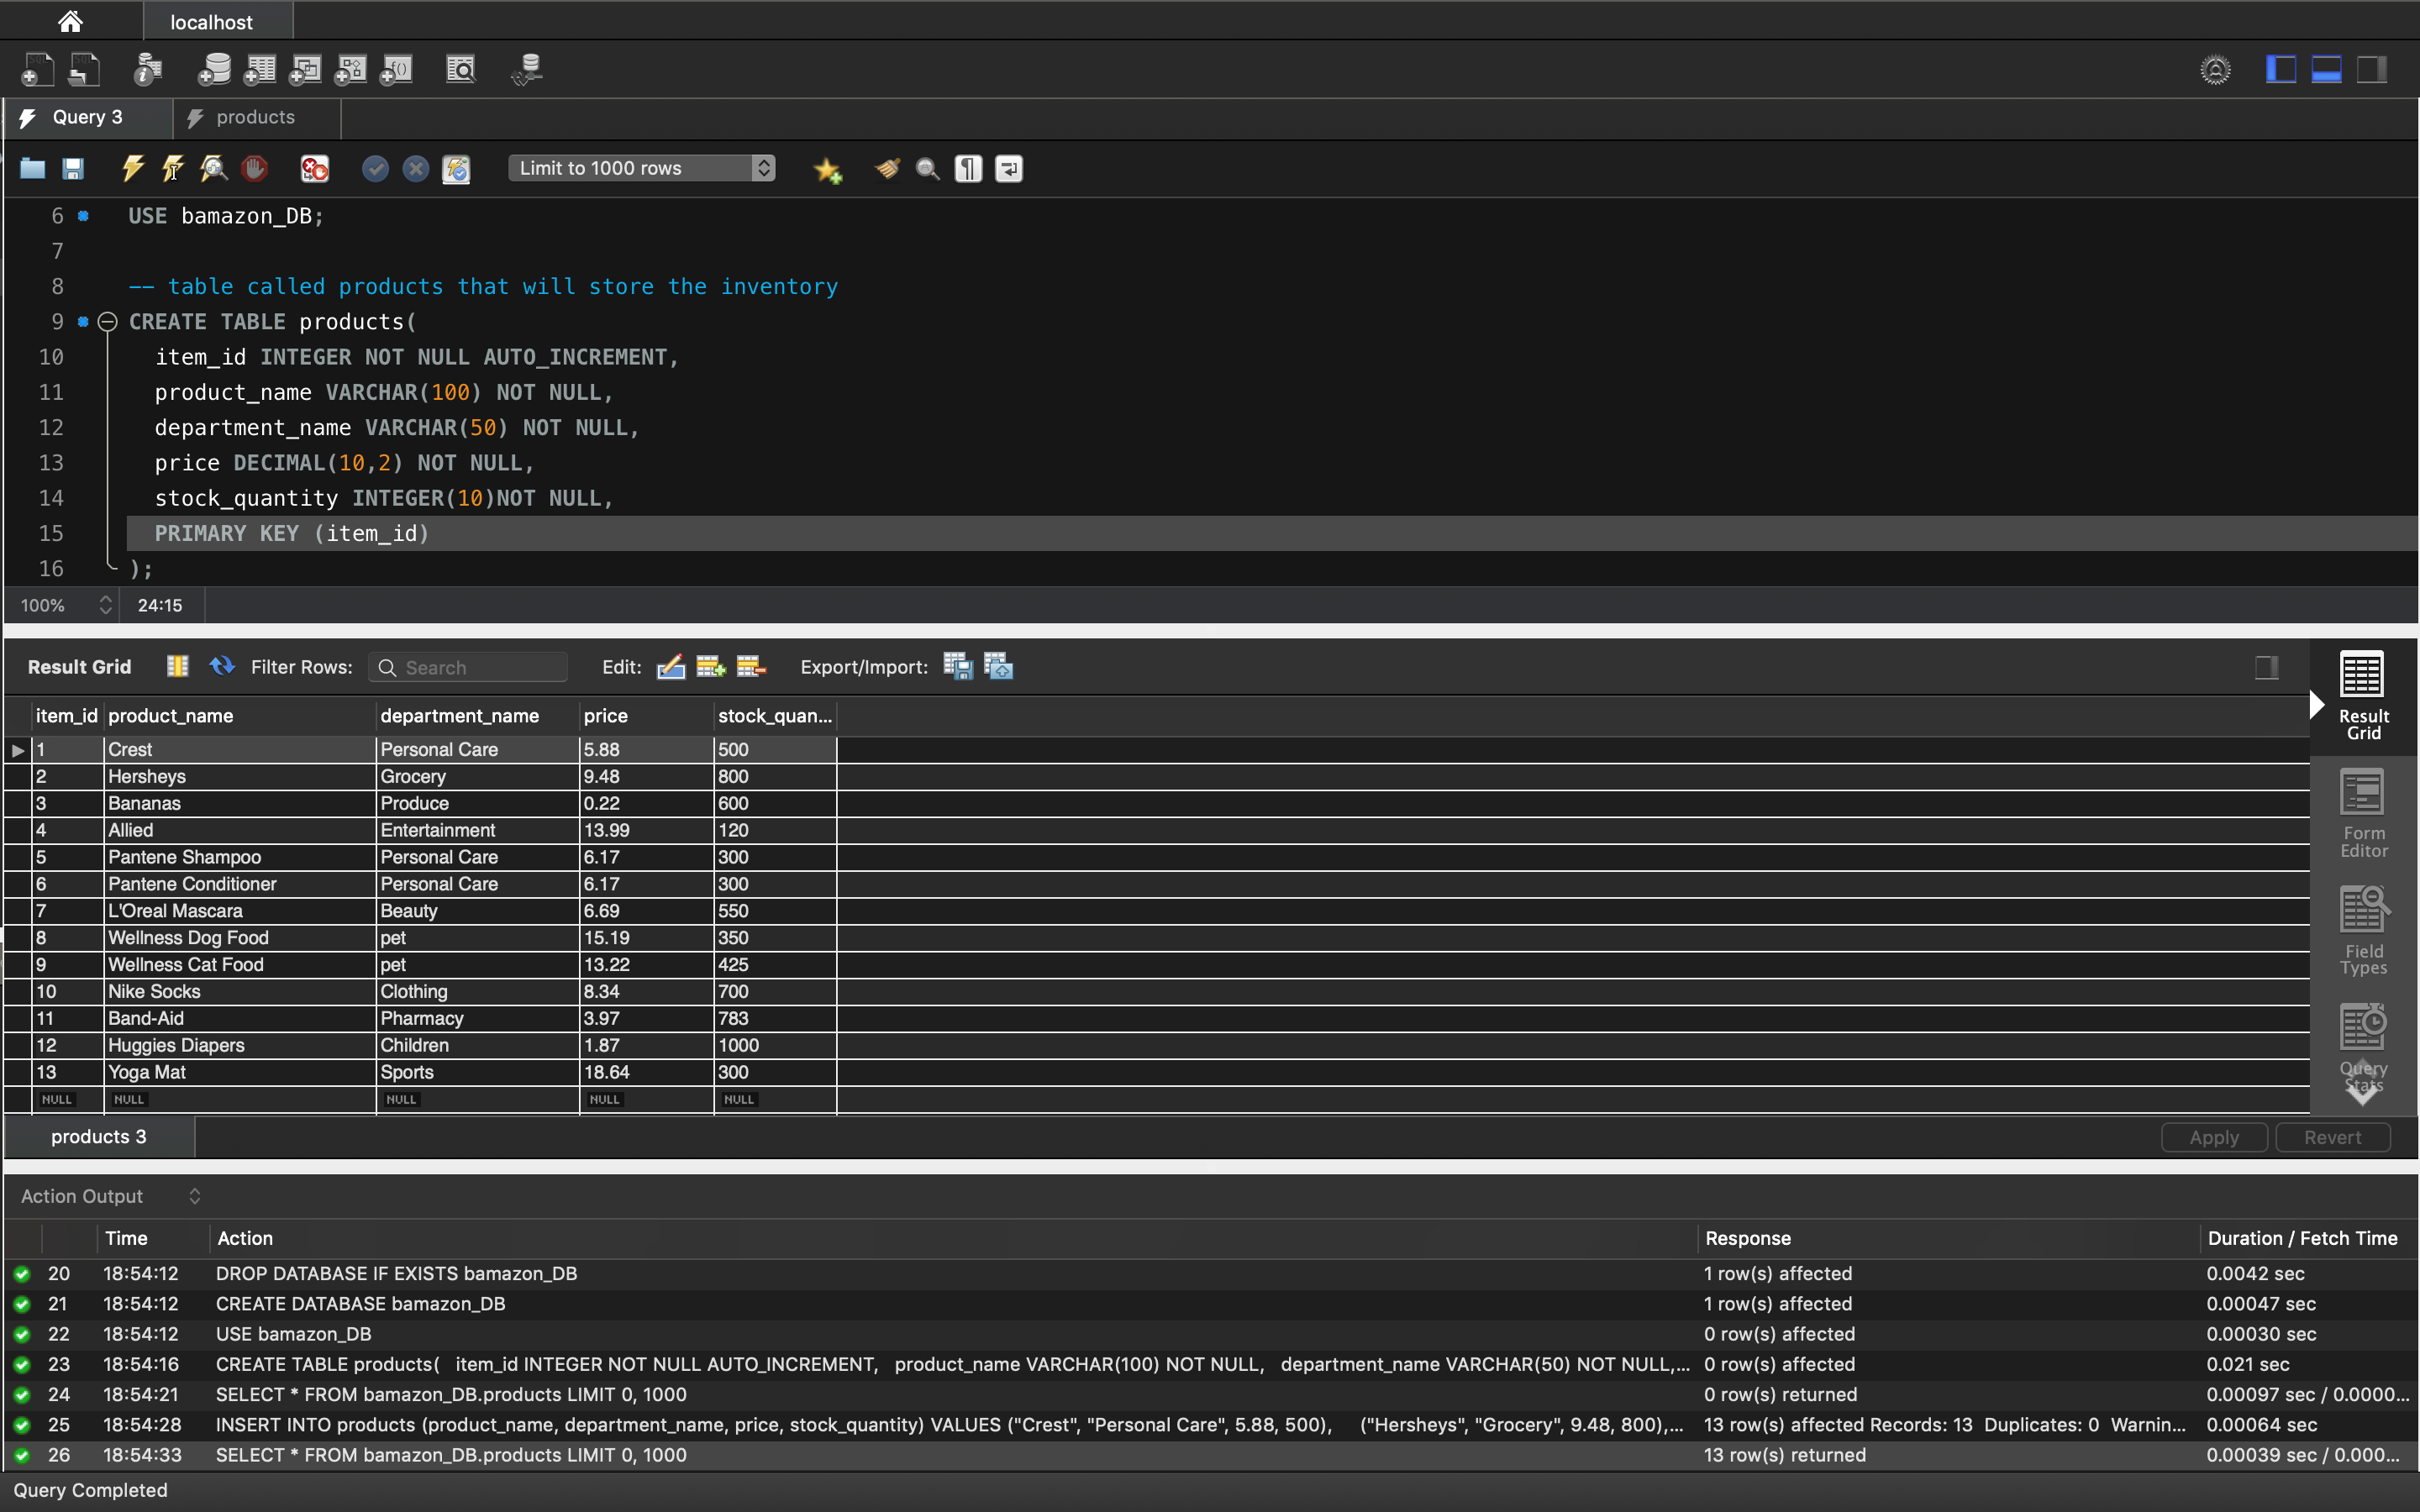 localhost
Query 3
products
Limit to 1000 rows
6 USE bamazon_DB;
7
8 -- table called products that will store the inventory
9 CREATE TABLE products(
10 item_id INTEGER NOT NULL AUTO_INCREMENT,
11 product_name VARCHAR(100) NOT NULL,
12 department_name VARCHAR(50) NOT NULL,
13 price DECIMAL(10,2) NOT NULL,
14 stock_quantity INTEGER(10)NOT NULL,
15 PRIMARY KEY (item_id)
16 );
100% 24:15
Result Grid Filter Rows: Search Edit: Export/Import:
item_id product_name department_name price stock_quan...
1 Crest Personal Care 5.88 500
2 Hersheys Grocery 9.48 800
3 Bananas Produce 0.22 600
4 Allied Entertainment 13.99 120
5 Pantene Shampoo Personal Care 6.17 300
6 Pantene Conditioner Personal Care 6.17 300
7 L'Oreal Mascara Beauty 6.69 550
8 Wellness Dog Food pet 15.19 350
9 Wellness Cat Food pet 13.22 425
10 Nike Socks Clothing 8.34 700
11 Band-Aid Pharmacy 3.97 783
12 Huggies Diapers Children 1.87 1000
13 Yoga Mat Sports 18.64 300
NULL NULL NULL NULL NULL
Result
Grid
Form
Editor
Field
Types
Query
Stats
products 3 Apply Revert
Action Output
Time Action Response Duration / Fetch Time
20 18:54:12 DROP DATABASE IF EXISTS bamazon_DB 1 row(s) affected 0.0042 sec
21 18:54:12 CREATE DATABASE bamazon_DB 1 row(s) affected 0.00047 sec
22 18:54:12 USE bamazon_DB 0 row(s) affected 0.00030 sec
23 18:54:16 CREATE TABLE products( item_id INTEGER NOT NULL AUTO_INCREMENT, product_name VARCHAR(100) NOT NULL, department_name VARCHAR(50) NOT NULL,... 0 row(s) affected 0.021 sec
24 18:54:21 SELECT * FROM bamazon_DB.products LIMIT 0, 1000 0 row(s) returned 0.00097 sec / 0.0000...
25 18:54:28 INSERT INTO products (product_name, department_name, price, stock_quantity) VALUES ("Crest", "Personal Care", 5.88, 500), ("Hersheys", "Grocery", 9.48, 800),... 13 row(s) affected Records: 13 Duplicates: 0 Warnin... 0.00064 sec
26 18:54:33 SELECT * FROM bamazon_DB.products LIMIT 0, 1000 13 row(s) returned 0.00039 sec / 0.000...
Query Completed